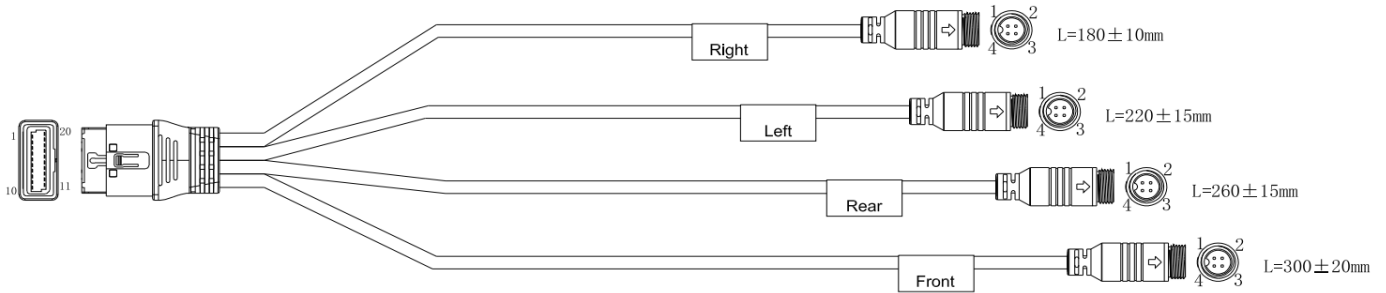 1 2
4 3
L=180±10mm
Right
1 2
4 3
L=220±15mm
Left
1 20
10 11
1 2
4 3
L=260±15mm
Rear
1 2
4 3
L=300±20mm
Front